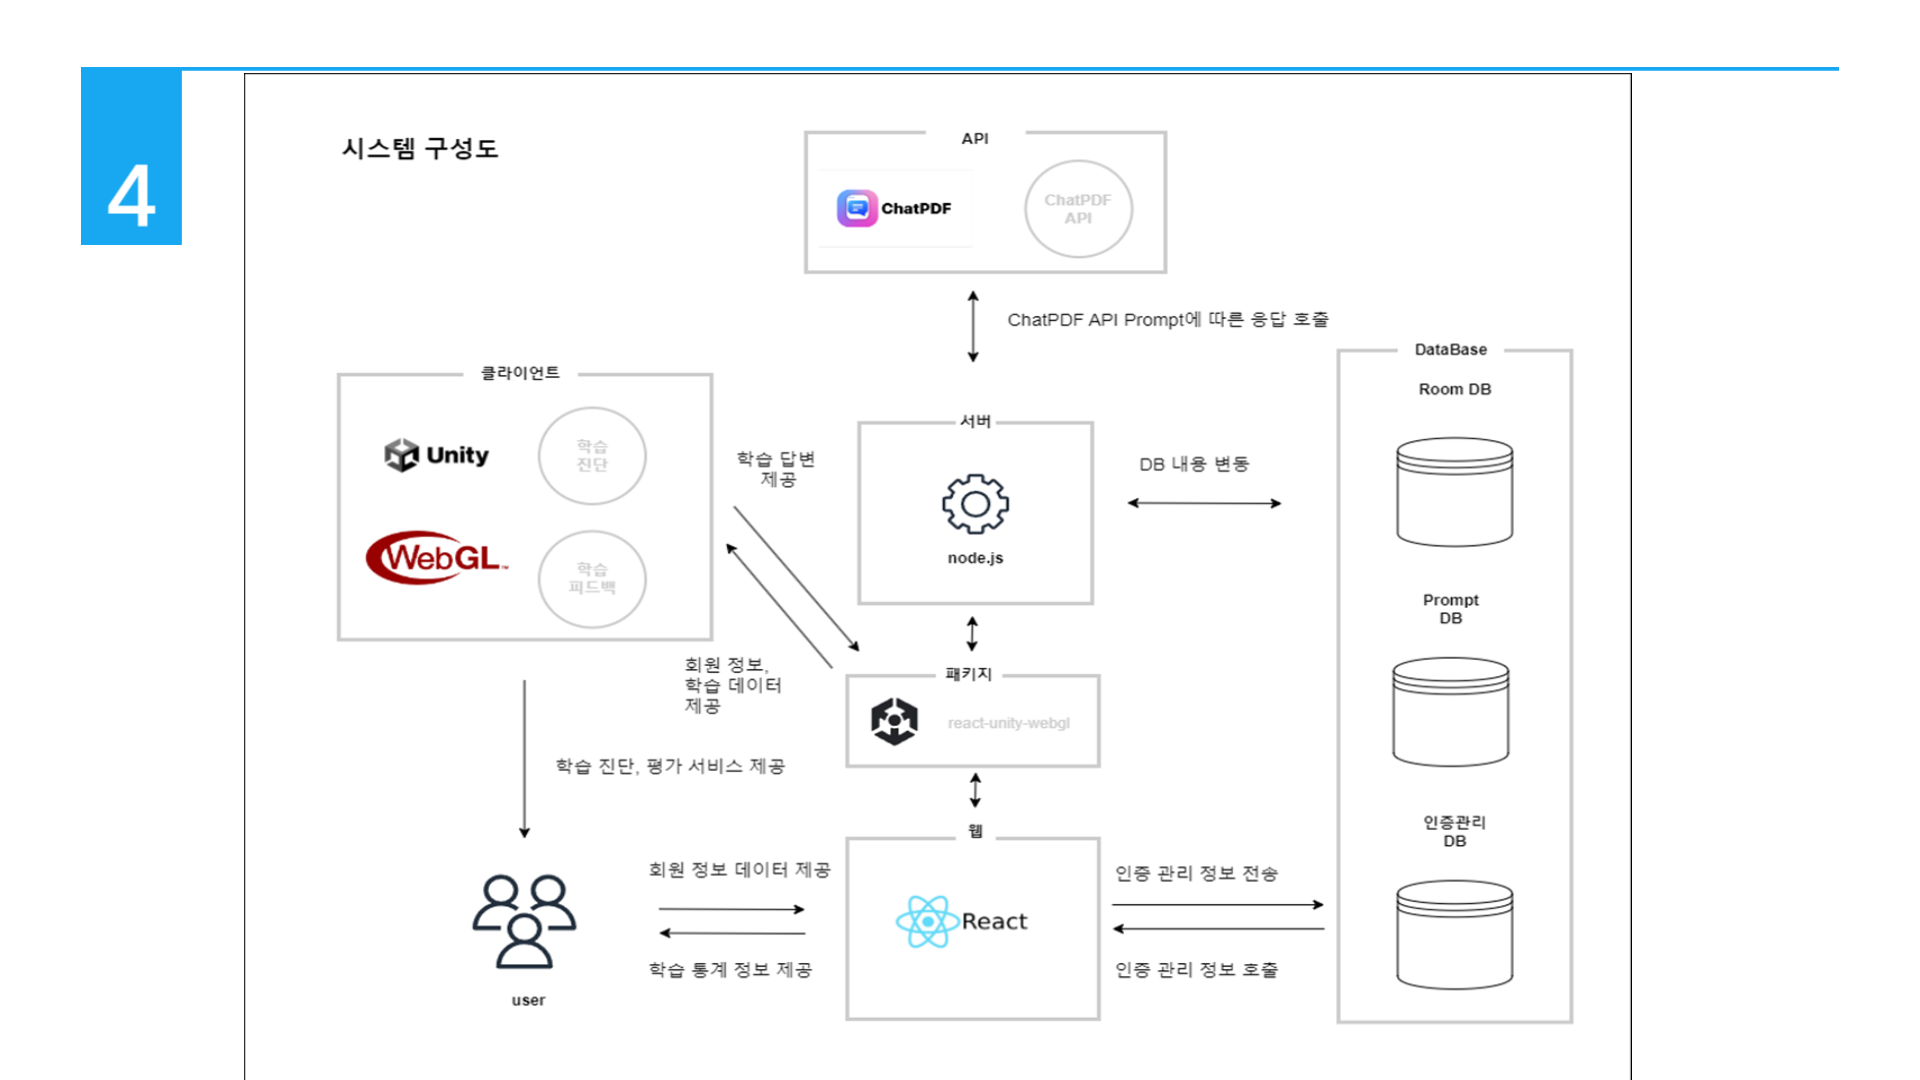 4
시스템 구성도
API
ChatPDF
ChatPDF
API
ChatPDF API Prompt에 따른 응답 호출
클라이언트
Unity
학습
진단
WebGL™
학습
피드백
학습 답변
제공
서버
node.js
DB 내용 변동
DataBase
Room DB
Prompt
DB
인증관리
DB
회원 정보,
학습 데이터
제공
패키지
react-unity-webgl
학습 진단, 평가 서비스 제공
웹
React
user
회원 정보 데이터 제공
학습 통계 정보 제공
인증 관리 정보 전송
인증 관리 정보 호출